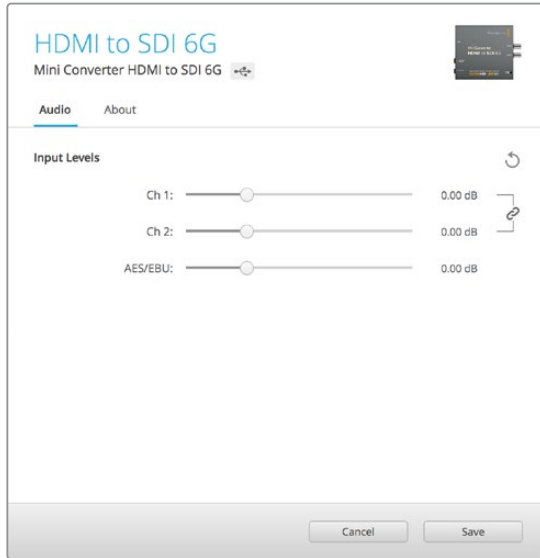 HDMI to SDI 6G
Mini Converter HDMI to SDI 6G
Audio About
Input Levels
Ch 1: 0.00 dB
Ch 2: 0.00 dB
AES/EBU: 0.00 dB
Cancel Save